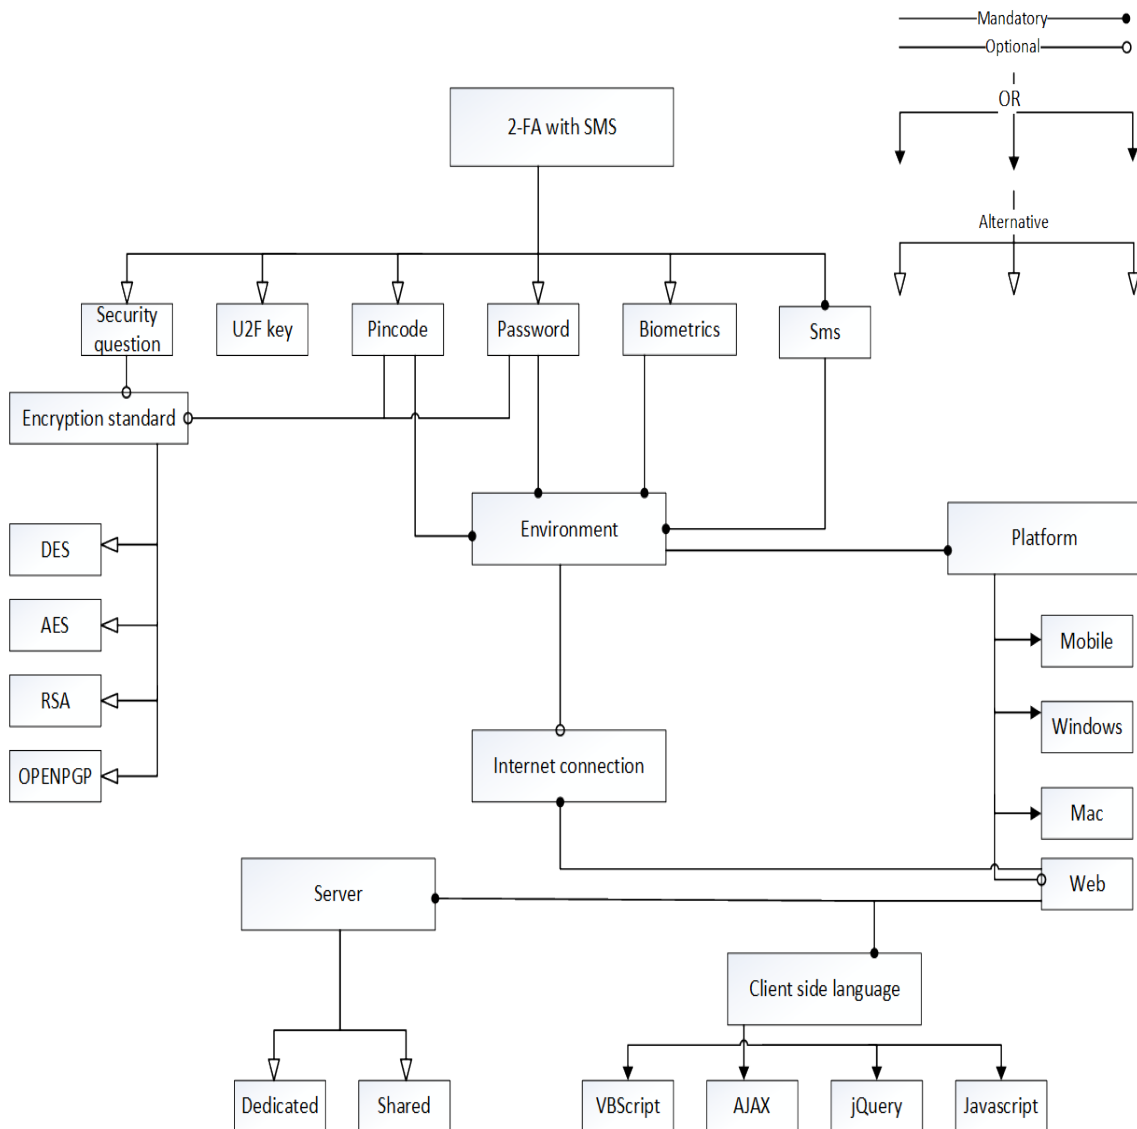 Mandatory
Optional
OR
Alternative
2-FA with SMS
Security
question
U2F key
Pincode
Password
Biometrics
Sms
Encryption standard
Environment
Platform
DES
AES
RSA
OPENPGP
Mobile
Windows
Mac
Web
Internet connection
Server
Client side language
Dedicated
Shared
VBScript
AJAX
jQuery
Javascript